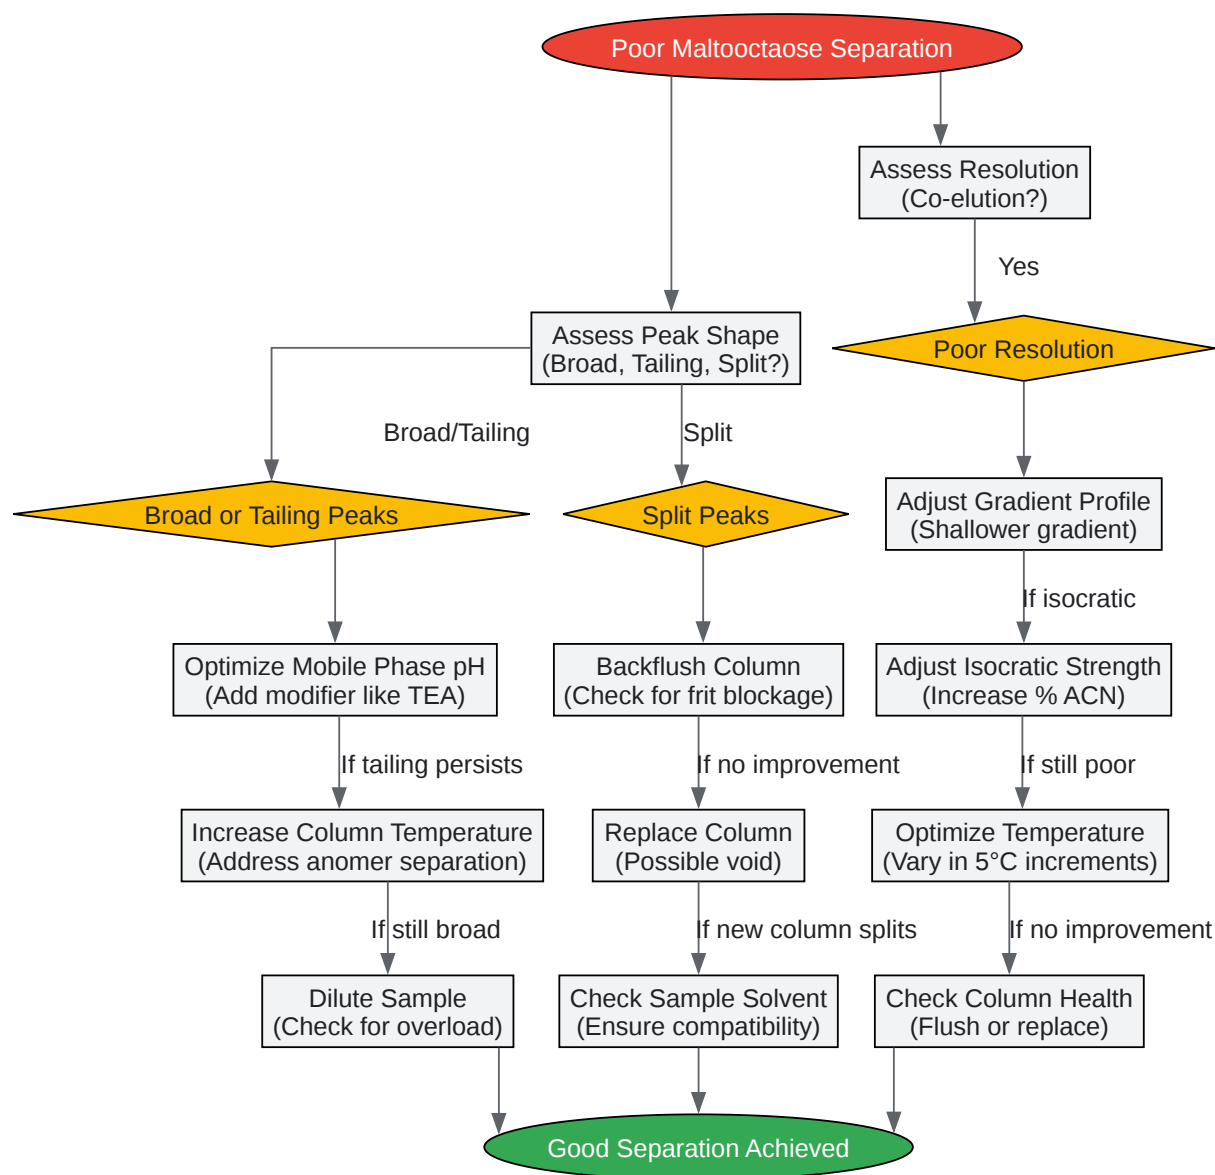 Poor Maltooctaose Separation
Assess Resolution
(Co-elution?)
Yes
Assess Peak Shape
(Broad, Tailing, Split?)
Poor Resolution
Broad/Tailing
Split
Broad or Tailing Peaks
Split Peaks
Adjust Gradient Profile
(Shallower gradient)
If isocratic
Optimize Mobile Phase pH
(Add modifier like TEA)
Backflush Column
(Check for frit blockage)
Adjust Isocratic Strength
(Increase % ACN)
If tailing persists
If no improvement
If still poor
Increase Column Temperature
(Address anomer separation)
Replace Column
(Possible void)
Optimize Temperature
(Vary in 5°C increments)
If still broad
If new column splits
If no improvement
Dilute Sample
(Check for overload)
Check Sample Solvent
(Ensure compatibility)
Check Column Health
(Flush or replace)
Good Separation Achieved